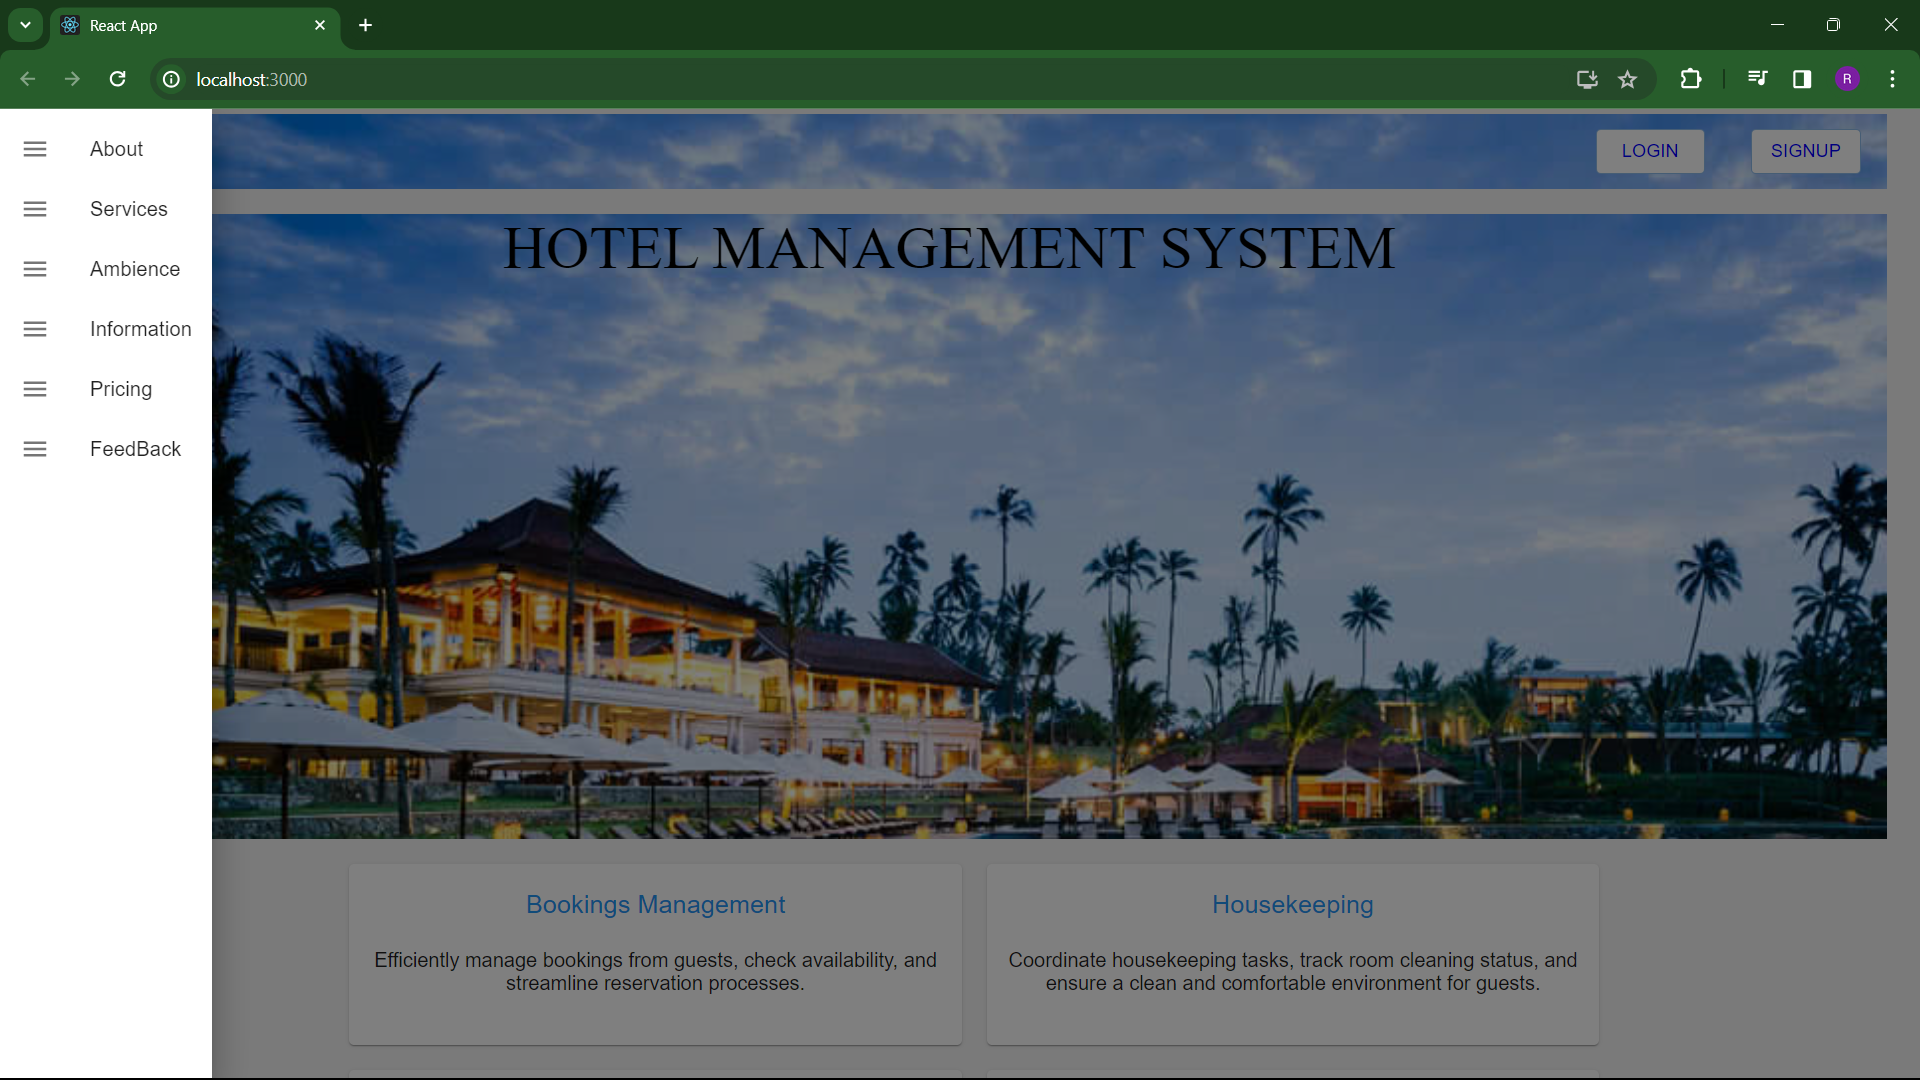 React App
localhost:3000
R
About
Services
Ambience
Information
Pricing
FeedBack
LOGIN
SIGNUP
HOTEL MANAGEMENT SYSTEM
Bookings Management
Efficiently manage bookings from guests, check availability, and
streamline reservation processes.
Housekeeping
Coordinate housekeeping tasks, track room cleaning status, and
ensure a clean and comfortable environment for guests.